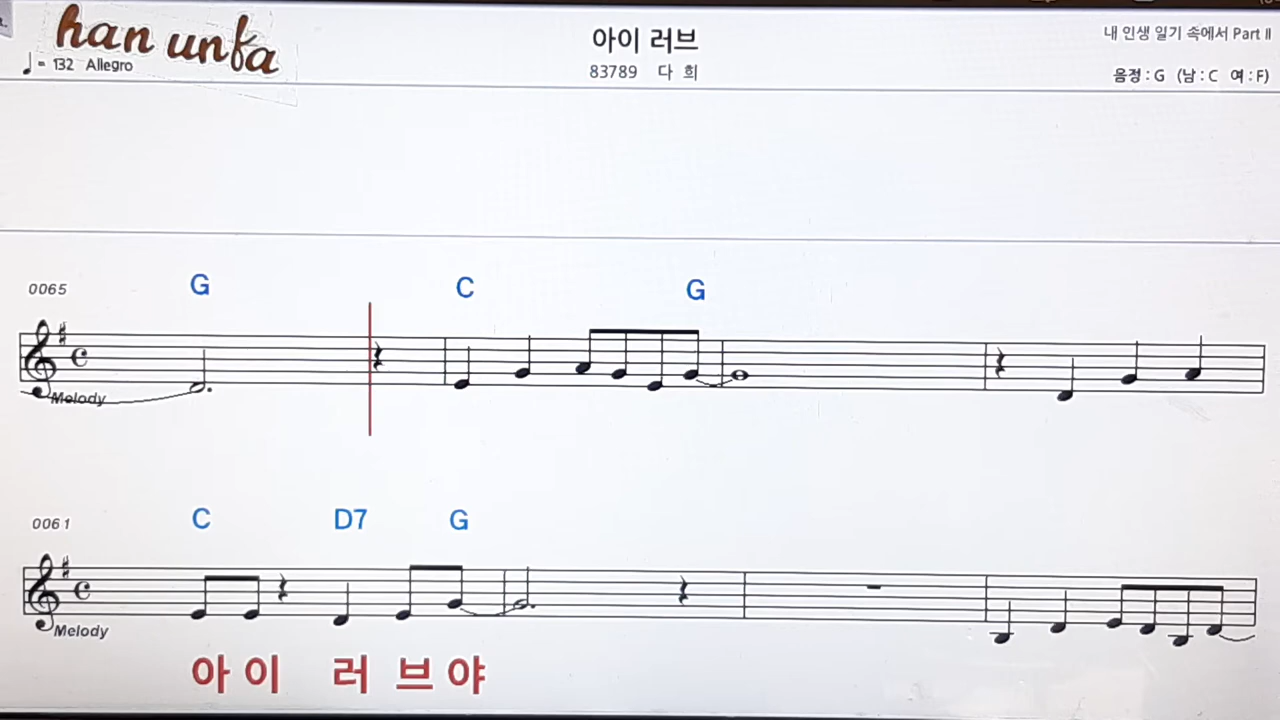 han unfa
♩ = 132 Allegro
아이 러브
83789 다 희
내 인생 일기 속에서 Part II
음정 : G (남 : C 여 : F)
0065
G C G
Melody
0061
C D7 G
Melody
아 이 러 브 야